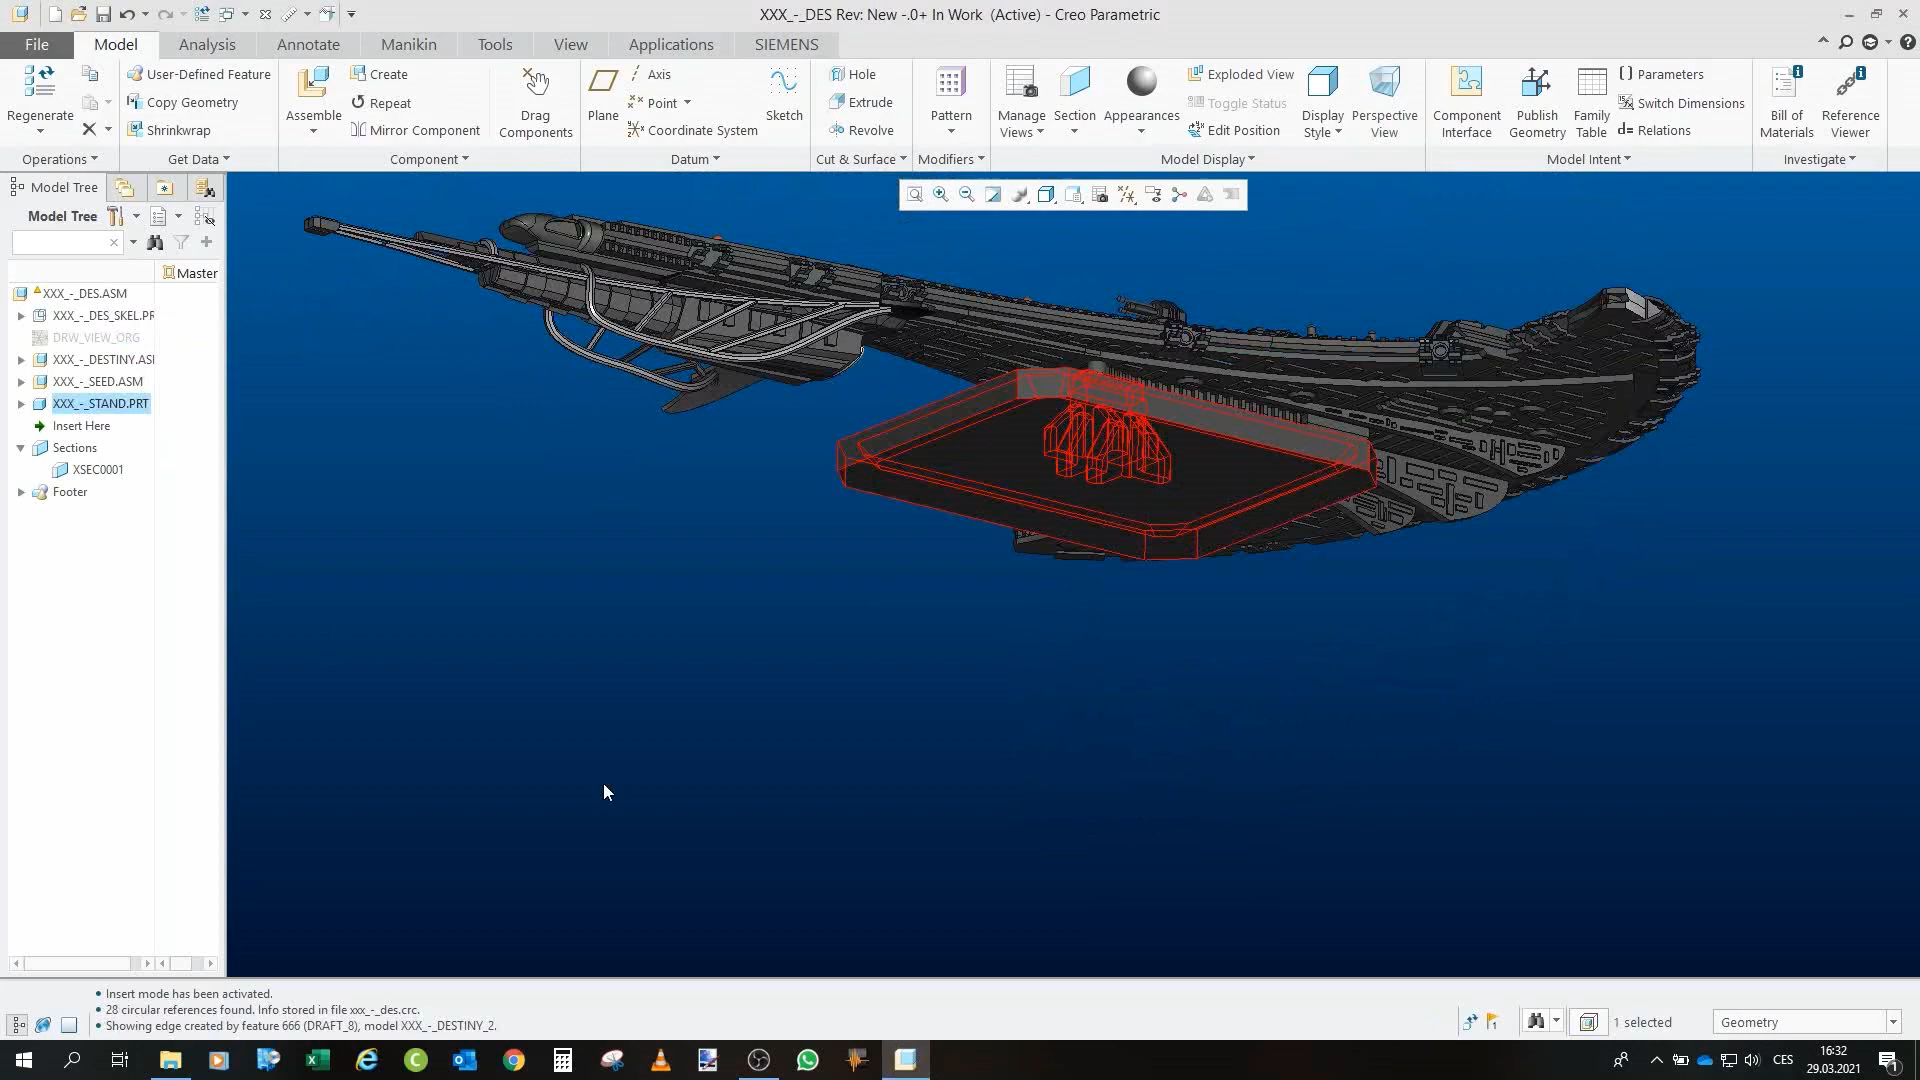 XXX_-_DES Rev: New -.0+ In Work (Active) - Creo Parametric
File Model Analysis Annotate Manikin Tools View Applications SIEMENS
Regenerate
User-Defined Feature
Copy Geometry
Shrinkwrap
Assemble
Create
Repeat
Mirror Component
Drag
Components
Plane
Axis
Point
Coordinate System
Sketch
Hole
Extrude
Revolve
Pattern
Manage
Views
Section
Appearances
Exploded View
Toggle Status
Edit Position
Display
Style
Perspective
View
Component
Interface
Publish
Geometry
Family
Table
Parameters
Switch Dimensions
d= Relations
Bill of
Materials
Reference
Viewer
Operations Get Data Component Datum Cut & Surface Modifiers Model Display Model Intent Investigate
Model Tree
Model Tree
Master
XXX_-_DES.ASM
XXX_-_DES_SKEL.PR
DRW_VIEW_ORG
XXX_-_DESTINY.AS
XXX_-_SEED.ASM
XXX_-_STAND.PRT
Insert Here
Sections
XSEC0001
Footer
• Insert mode has been activated.
• 28 circular references found. Info stored in file xxx_-_des.crc.
• Showing edge created by feature 666 (DRAFT_8), model XXX_-_DESTINY_2.
1 selected
Geometry
CES
16:32
29.03.2021
1